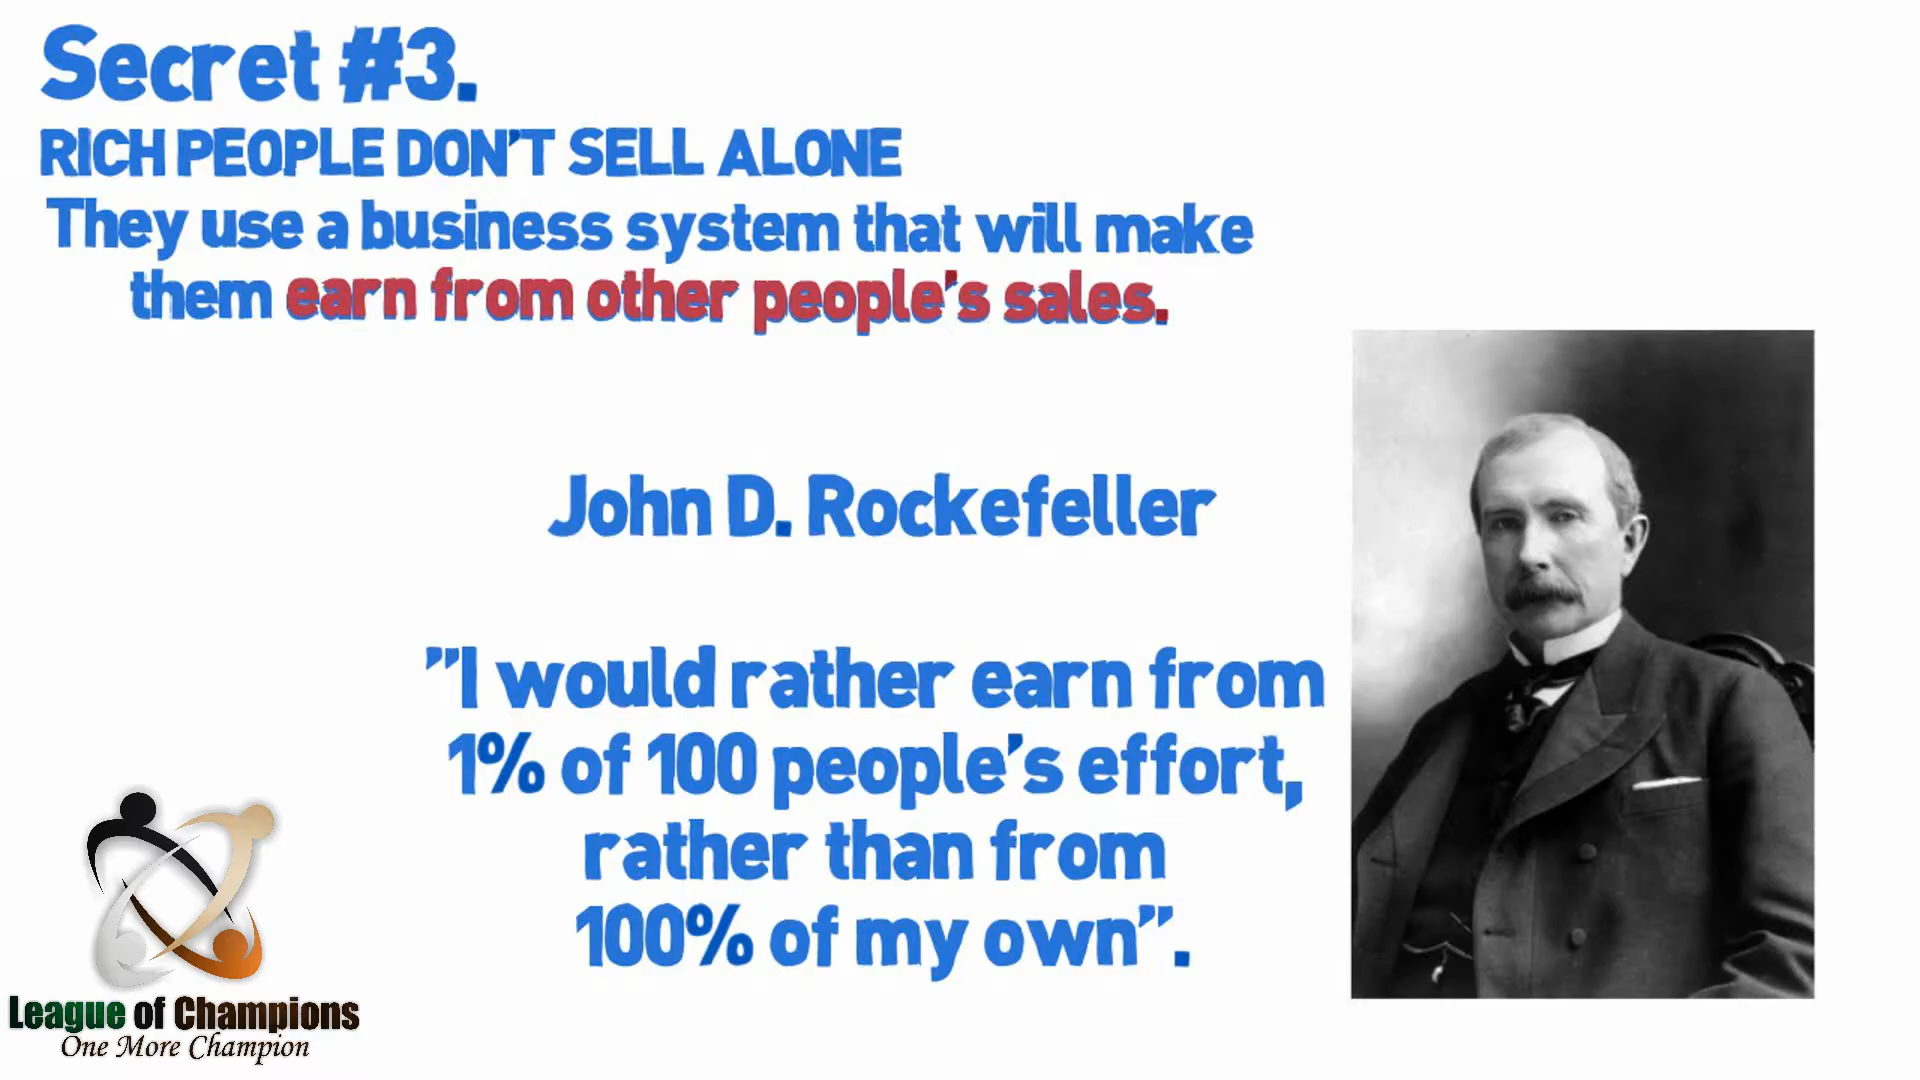 Secret #3.
RICH PEOPLE DON'T SELL ALONE
They use a business system that will make
them earn from other people's sales.
John D. Rockefeller
"I would rather earn from
1% of 100 people's effort,
rather than from
100% of my own".
League of Champions
One More Champion